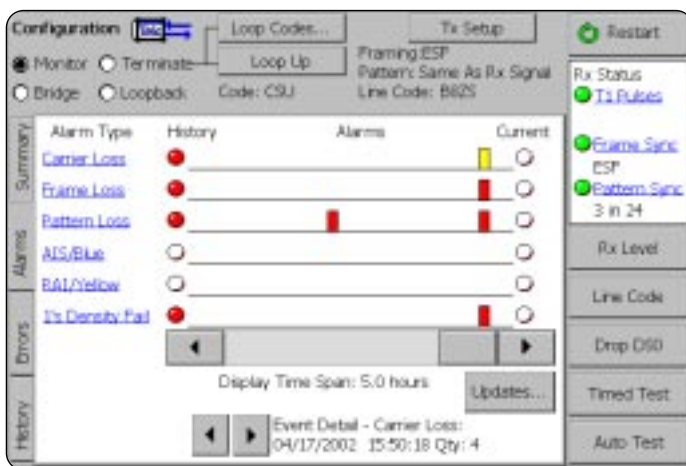 Configuration
Loop Codes...
Tx Setup
Restart
Monitor
Terminate
Loop Up
Framing:ESF
Pattern: Same As Rx Signal
Bridge
Loopback
Code: CSU
Line Code: B8ZS
Rx Status
T1 Pulses
Frame Sync
ESF
Pattern Sync
3 in 24
Summary
Alarms
Errors
History
Alarm Type
History
Alarms
Current
Carrier Loss
Frame Loss
Pattern Loss
AIS/Blue
RAI/Yellow
1's Density Fail
Display Time Span: 5.0 hours
Updates...
Event Detail - Carrier Loss:
04/17/2002 15:50:18 Qty: 4
Rx Level
Line Code
Drop DS0
Timed Test
Auto Test